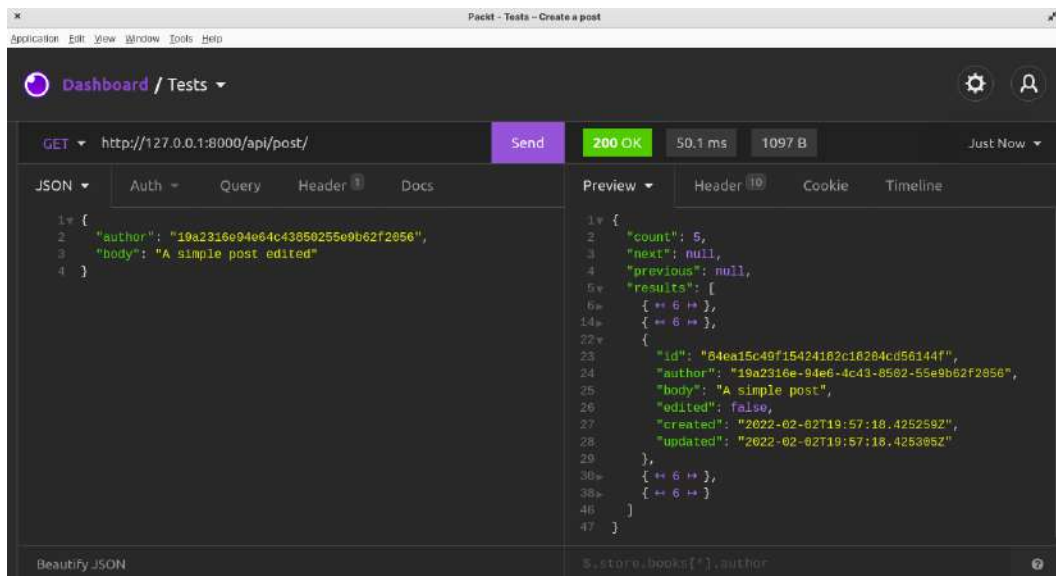 Packt - Tests – Create a post
Application Edit View Window Tools Help
Dashboard / Tests
GET http://127.0.0.1:8000/api/post/ Send 200 OK 50.1 ms 1097 B Just Now
JSON Auth Query Header 1 Docs Preview Header 10 Cookie Timeline
1 {
2 "author": "19a2316e94e64c43850255e9b62f2056",
3 "body": "A simple post edited"
4 }
1 {
2 "count": 5,
3 "next": null,
4 "previous": null,
5 "results": [
6 { ↤ 6 ↦ },
14 { ↤ 6 ↦ },
22 {
23 "id": "84ea15c49f15424182c18204cd56144f",
24 "author": "19a2316e-94e6-4c43-8502-55e9b62f2056",
25 "body": "A simple post",
26 "edited": false,
27 "created": "2022-02-02T19:57:18.425259Z",
28 "updated": "2022-02-02T19:57:18.425305Z"
29 },
30 { ↤ 6 ↦ },
38 { ↤ 6 ↦ }
46 ]
47 }
Beautify JSON $.store.books[*].author